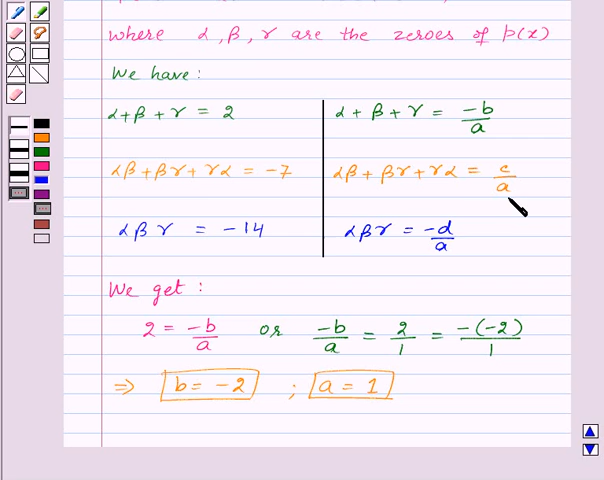 where α, β, γ are the zeroes of p(x)
We have :
α+β+γ = 2
α+β+γ = -b/a
αβ+βγ+γα = -7
αβ+βγ+γα = c/a
αβγ = -14
αβγ = -d/a
We get :
2 = -b/a or -b/a = 2/1 = -(-2)/1
⇒ b = -2 ; a = 1